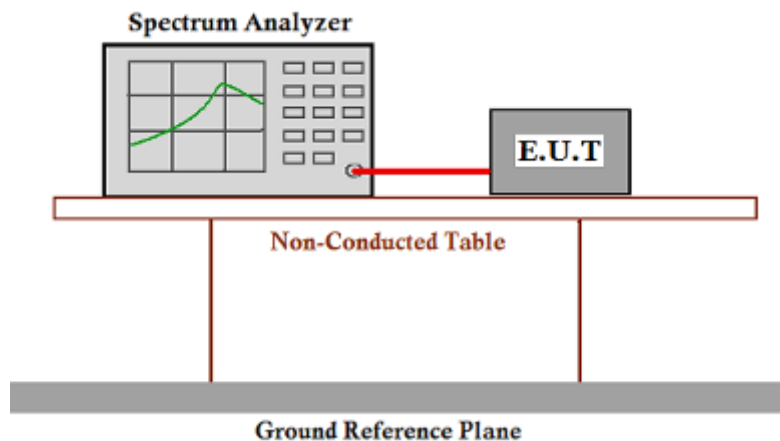 Spectrum Analyzer
E.U.T
Non-Conducted Table
Ground Reference Plane